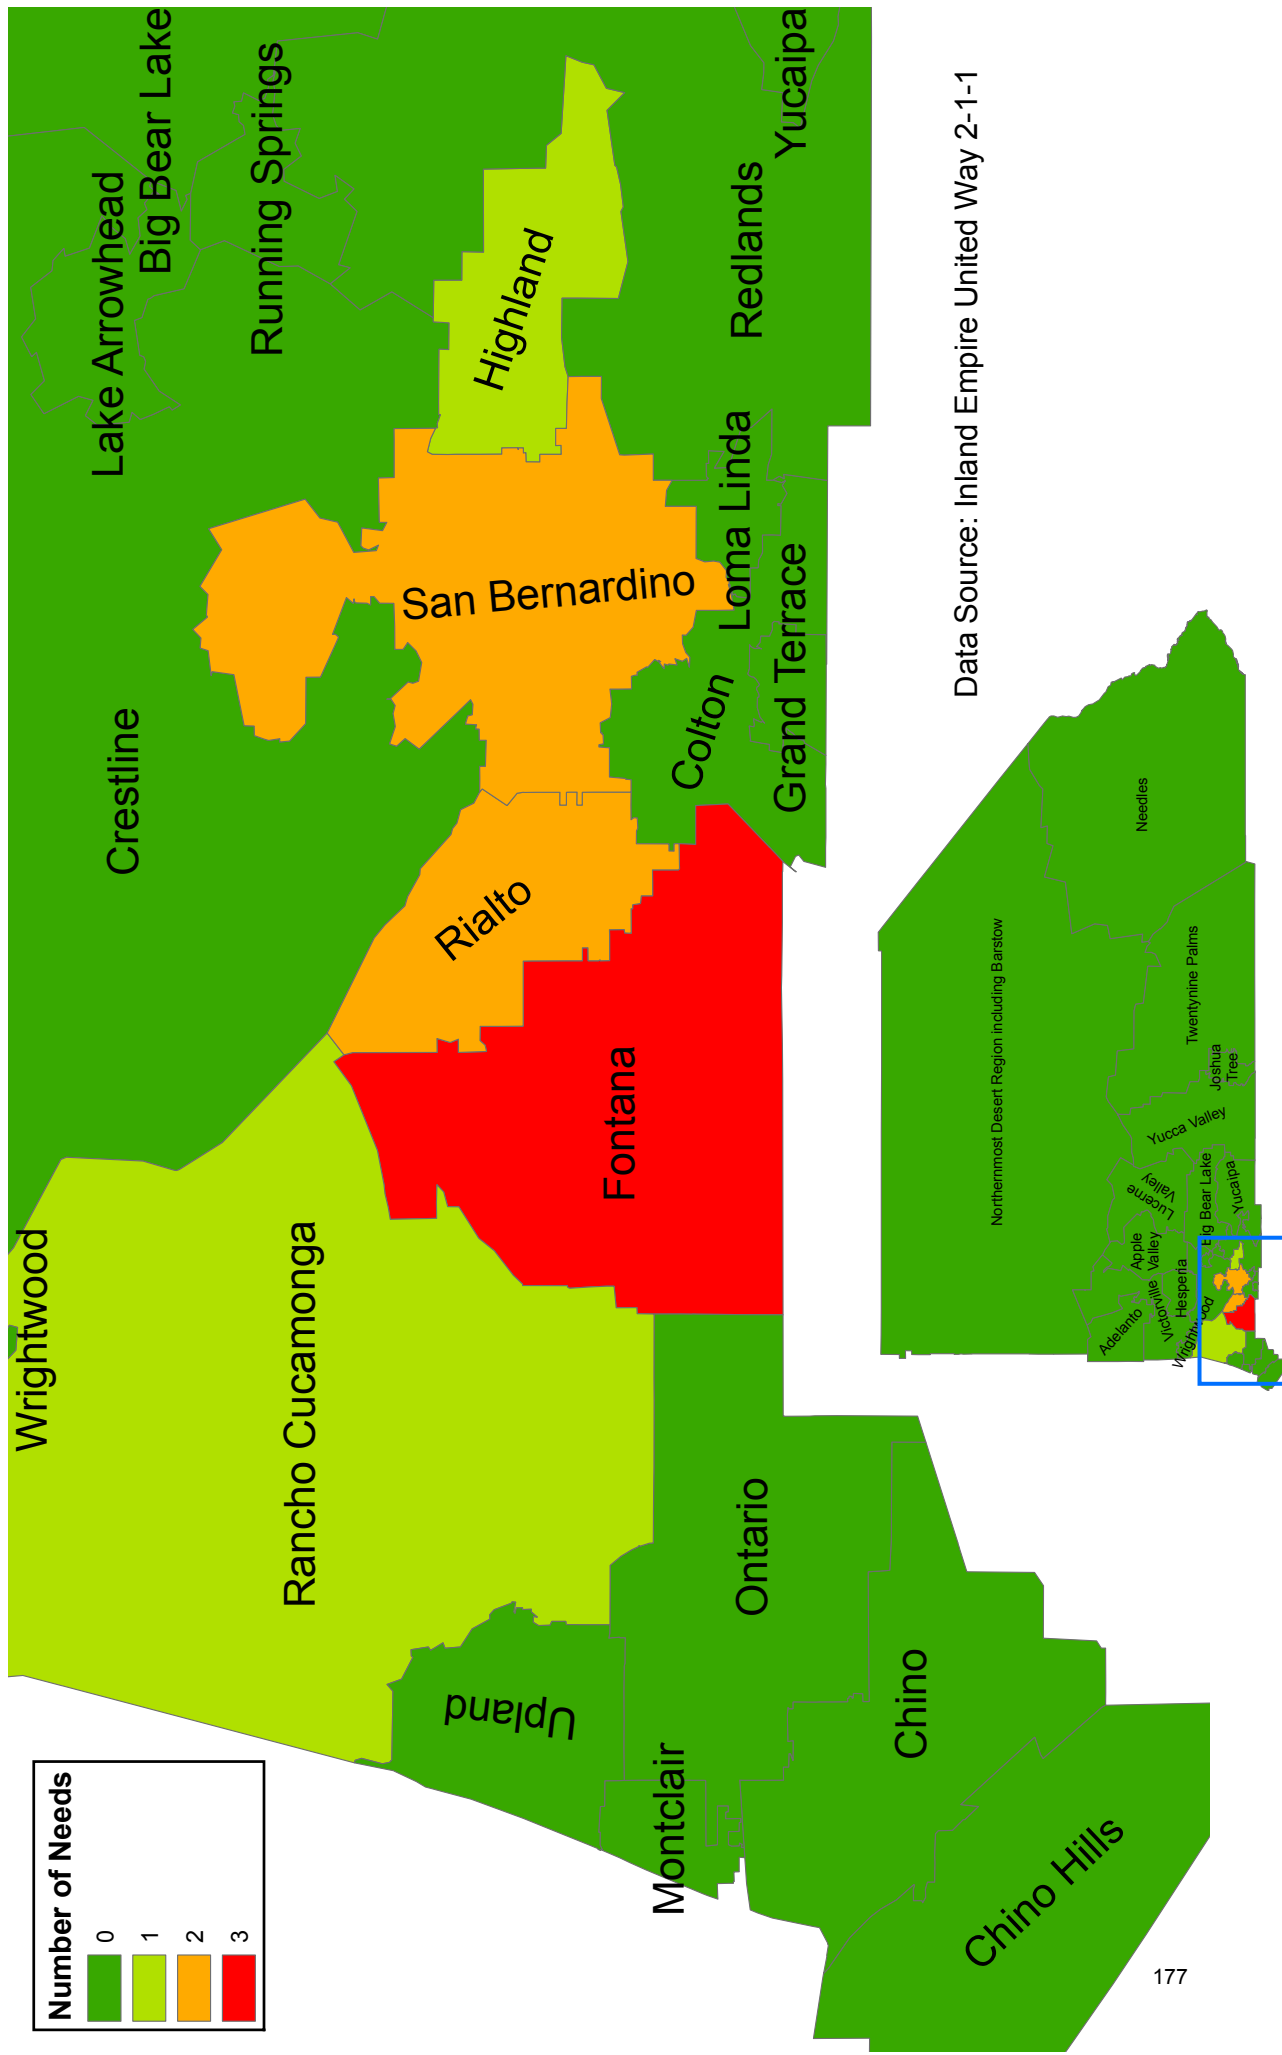 Number of Needs
0
1
2
3
Wrightwood
Crestline
Lake Arrowhead
Big Bear Lake
Running Springs
Rancho Cucamonga
Rialto
San Bernardino
Highland
Upland
Fontana
Colton
Loma Linda
Redlands
Yucaipa
Montclair
Ontario
Grand Terrace
Chino
Chino Hills
Data Source: Inland Empire United Way 2-1-1
Northernmost Desert Region including Barstow
Needles
Adelanto
Victorville
Apple
Valley
Hesperia
Lucerne
Valley
Wrightwood
Big Bear Lake
Yucaipa
Yucca Valley
Joshua
Tree
Twentynine Palms
177